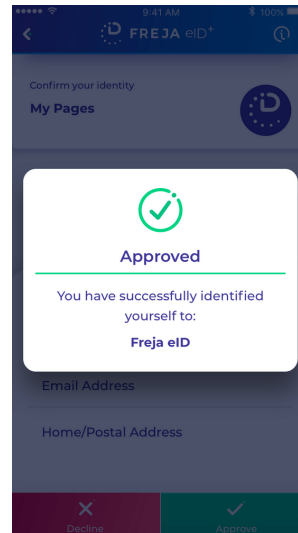 9:41 AM
100%
FREJA eID+
Confirm your identity
My Pages
Approved
You have successfully identified
yourself to:
Freja eID
Email Address
Home/Postal Address
Decline
Approve